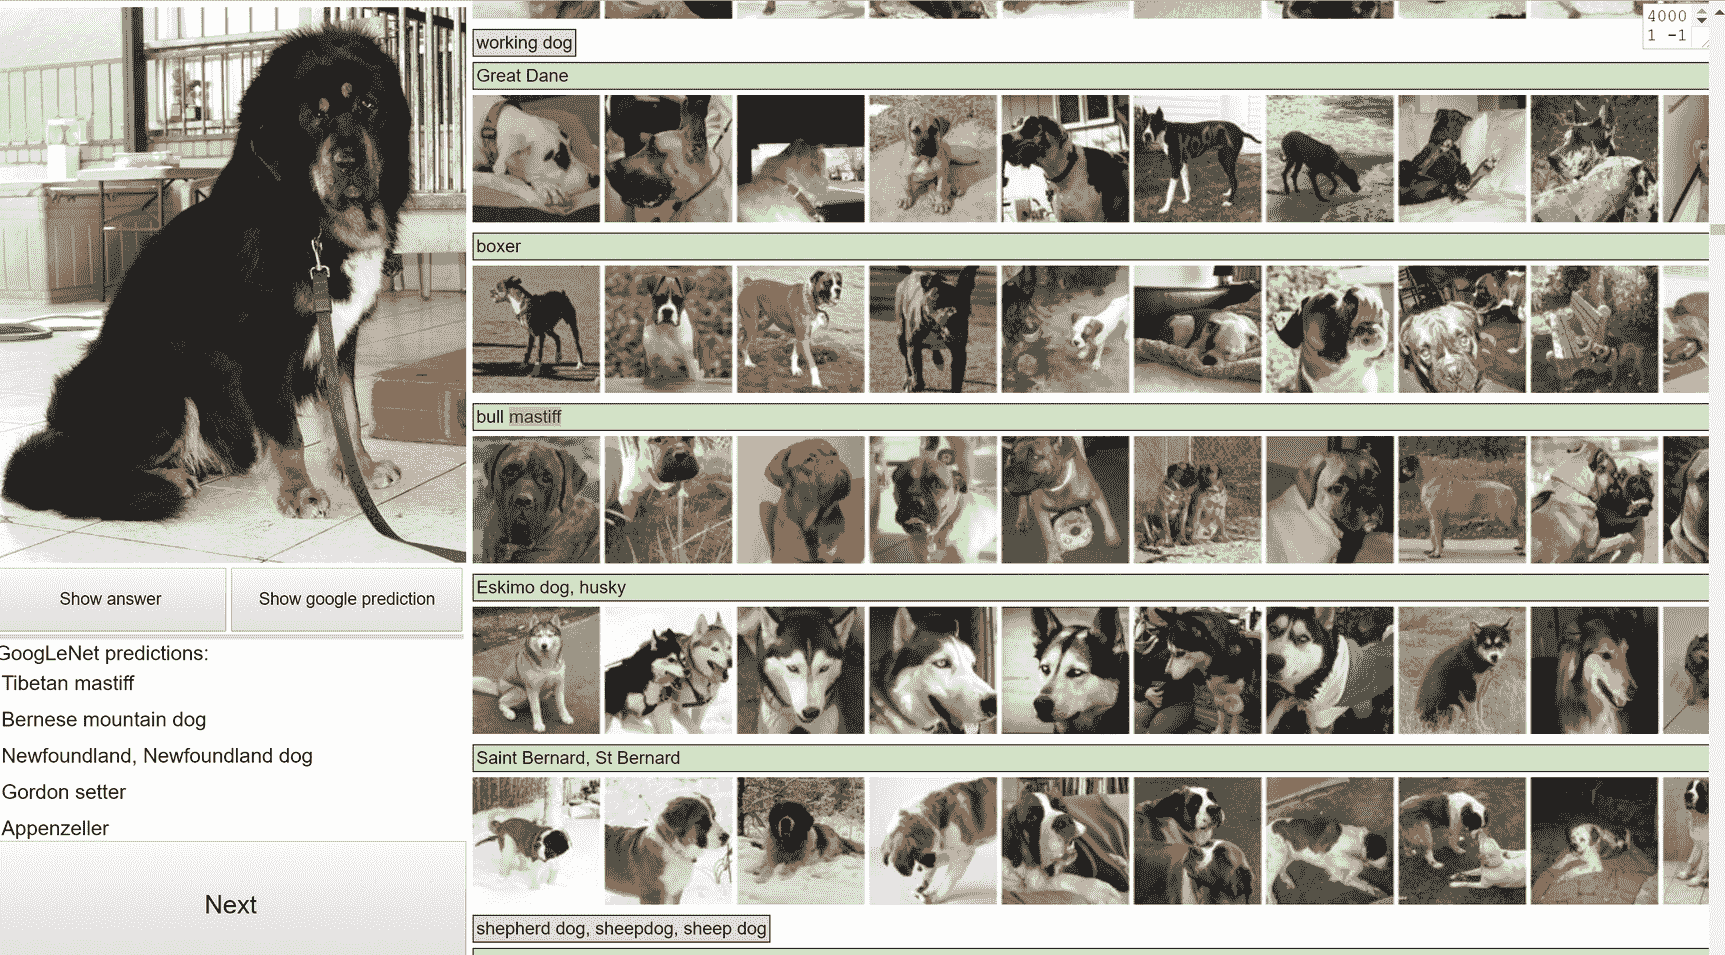 4000
1 -1
working dog
Great Dane
boxer
bull mastiff
Eskimo dog, husky
Saint Bernard, St Bernard
shepherd dog, sheepdog, sheep dog
Show answer
Show google prediction
GoogLeNet predictions:
Tibetan mastiff
Bernese mountain dog
Newfoundland, Newfoundland dog
Gordon setter
Appenzeller
Next